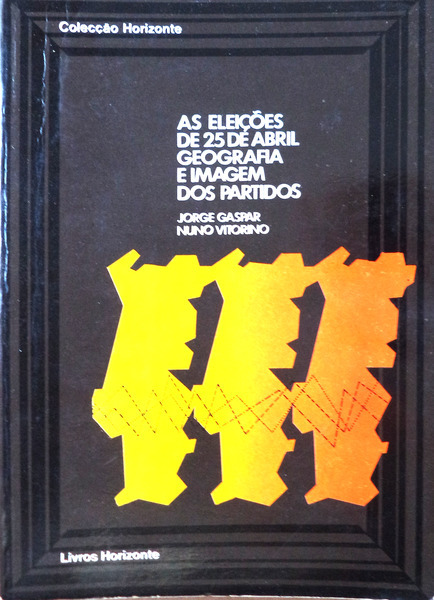 Colecção Horizonte
AS ELEIÇÕES
DE 25 DE ABRIL
GEOGRAFIA
E IMAGEM
DOS PARTIDOS
JORGE GASPAR
NUNO VITORINO
Livros Horizonte